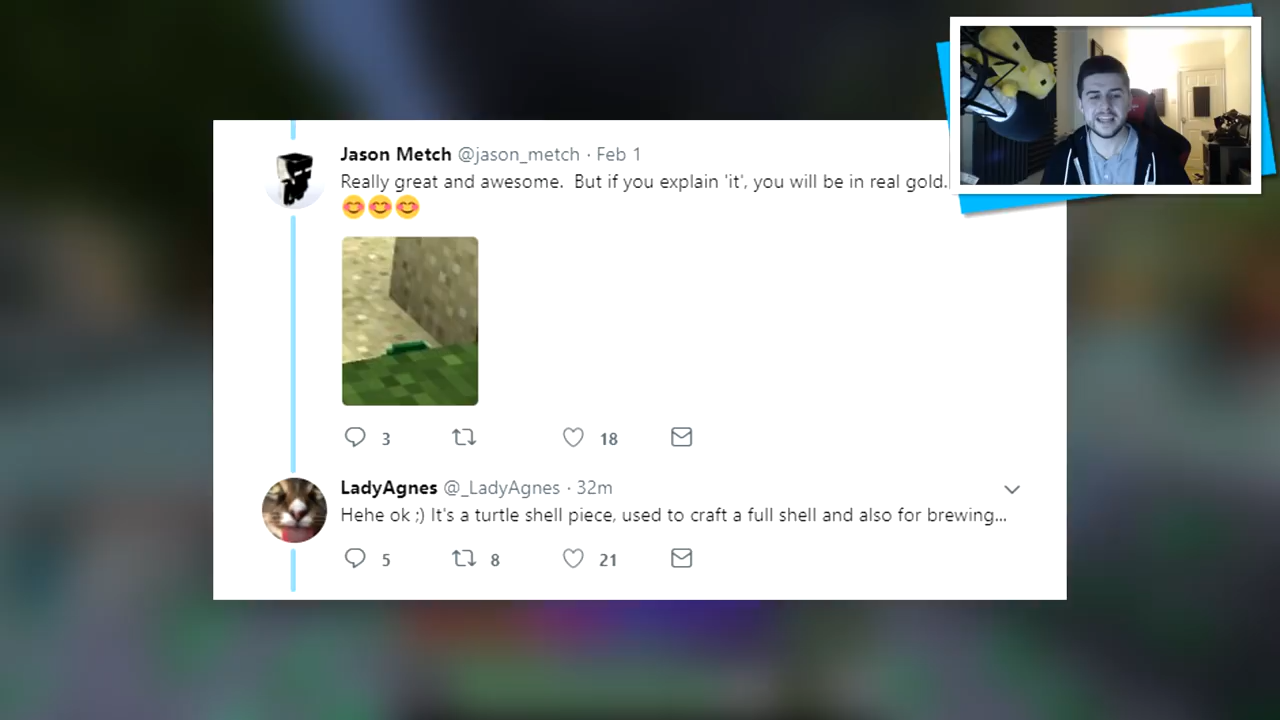 Jason Metch @jason_metch · Feb 1
Really great and awesome.  But if you explain 'it', you will be in real gold.
😊😊😊
3 18
LadyAgnes @_LadyAgnes · 32m
Hehe ok ;) It's a turtle shell piece, used to craft a full shell and also for brewing...
5 8 21